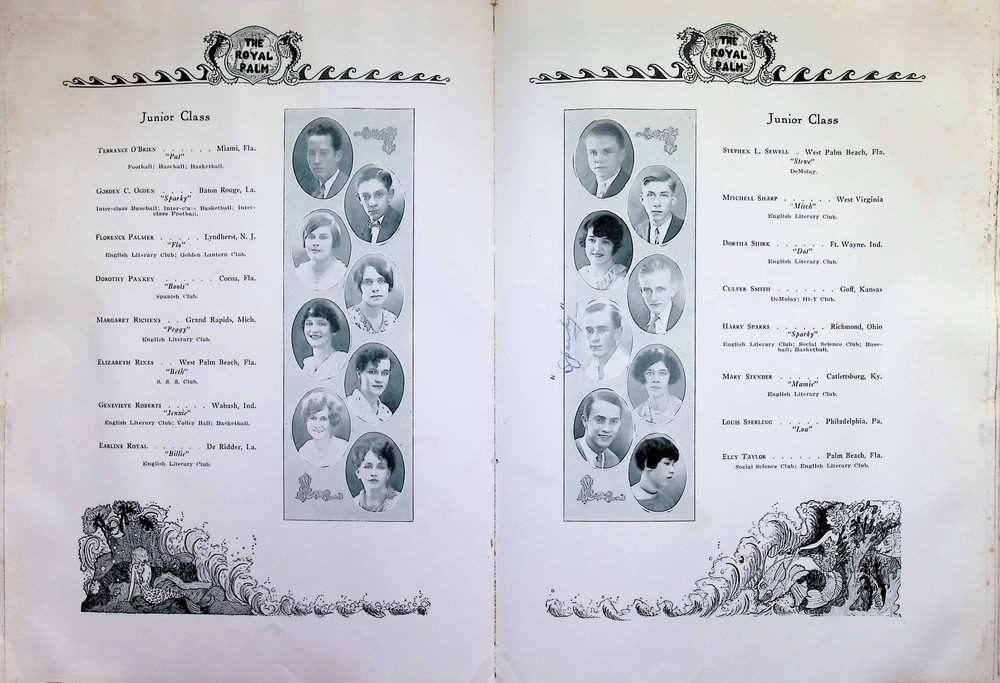 THE
ROYAL
PALM
Junior Class
TERRANCE O'BRIEN . . . . . . Miami, Fla.
"Pat"
Football; Baseball; Basketball.
GORDEN C. OGDEN . . . . Baton Rouge, La.
"Sparky"
Inter-class Baseball; Inter-class Basketball; Inter-
class Football.
FLORENCE PALMER . . . . . Lyndherst, N. J.
"Flo"
English Literary Club; Golden Lantern Club.
DOROTHY PANKEY . . . . . . Cocoa, Fla.
"Boots"
Spanish Club.
MARGARET RICHENS . . Grand Rapids, Mich.
"Peggy"
English Literary Club.
ELIZABETH RINES . . West Palm Beach, Fla.
"Beth"
S. S. S. Club.
GENEVIEVE ROBERTS . . . . . Wabash, Ind.
"Jennie"
English Literary Club; Volley Ball; Basketball.
EARLINE ROYAL . . . . . . De Ridder, La.
"Billie"
English Literary Club.
THE
ROYAL
PALM
Junior Class
STEPHEN L. SEWELL . West Palm Beach, Fla.
"Steve"
DeMolay.
MITCHELL SHARP . . . . . . West Virginia
"Mitch"
English Literary Club.
DORTHA SHIRK . . . . . . Ft. Wayne, Ind.
"Dot"
English Literary Club.
CULVER SMITH . . . . . . . Goff, Kansas
DeMolay; Hi-Y Club.
HARRY SPARKS . . . . . . Richmond, Ohio
"Sparky"
English Literary Club; Social Science Club; Base-
ball; Basketball.
MARY STENDER . . . . . Catlettsburg, Ky.
"Mamie"
English Literary Club.
LOUIS STERLING . . . . . Philadelphia, Pa.
"Lou"
ELCY TAYLOR . . . . . . Palm Beach, Fla.
Social Science Club; English Literary Club.
"Sparky"